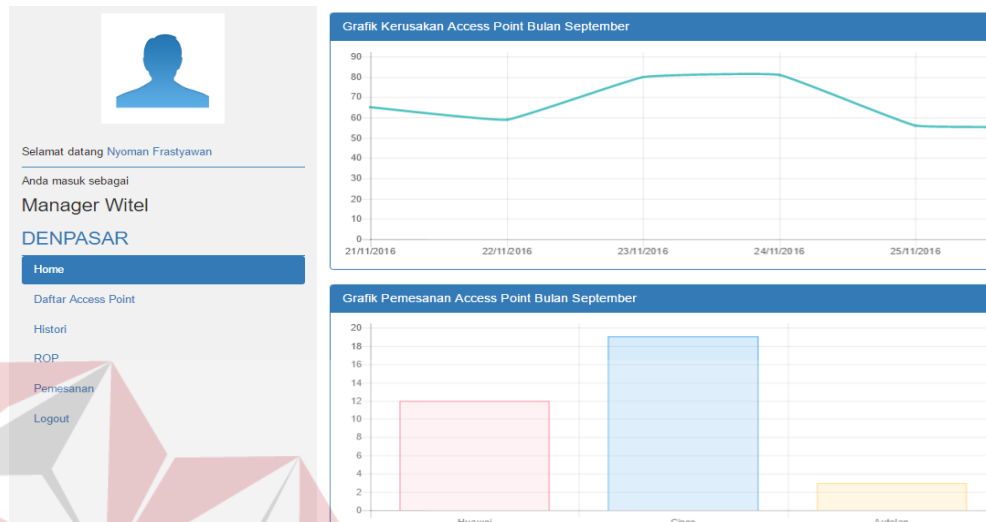 Selamat datang Nyoman Frastyawan
Anda masuk sebagai
Manager Witel
DENPASAR
Home
Daftar Access Point
Histori
ROP
Pemesanan
Logout
Grafik Kerusakan Access Point Bulan September
90
80
70
60
50
40
30
20
10
0
21/11/2016 22/11/2016 23/11/2016 24/11/2016 25/11/2016
Grafik Pemesanan Access Point Bulan September
20
18
16
14
12
10
8
6
4
2
0
Huawei Cisco Autelan